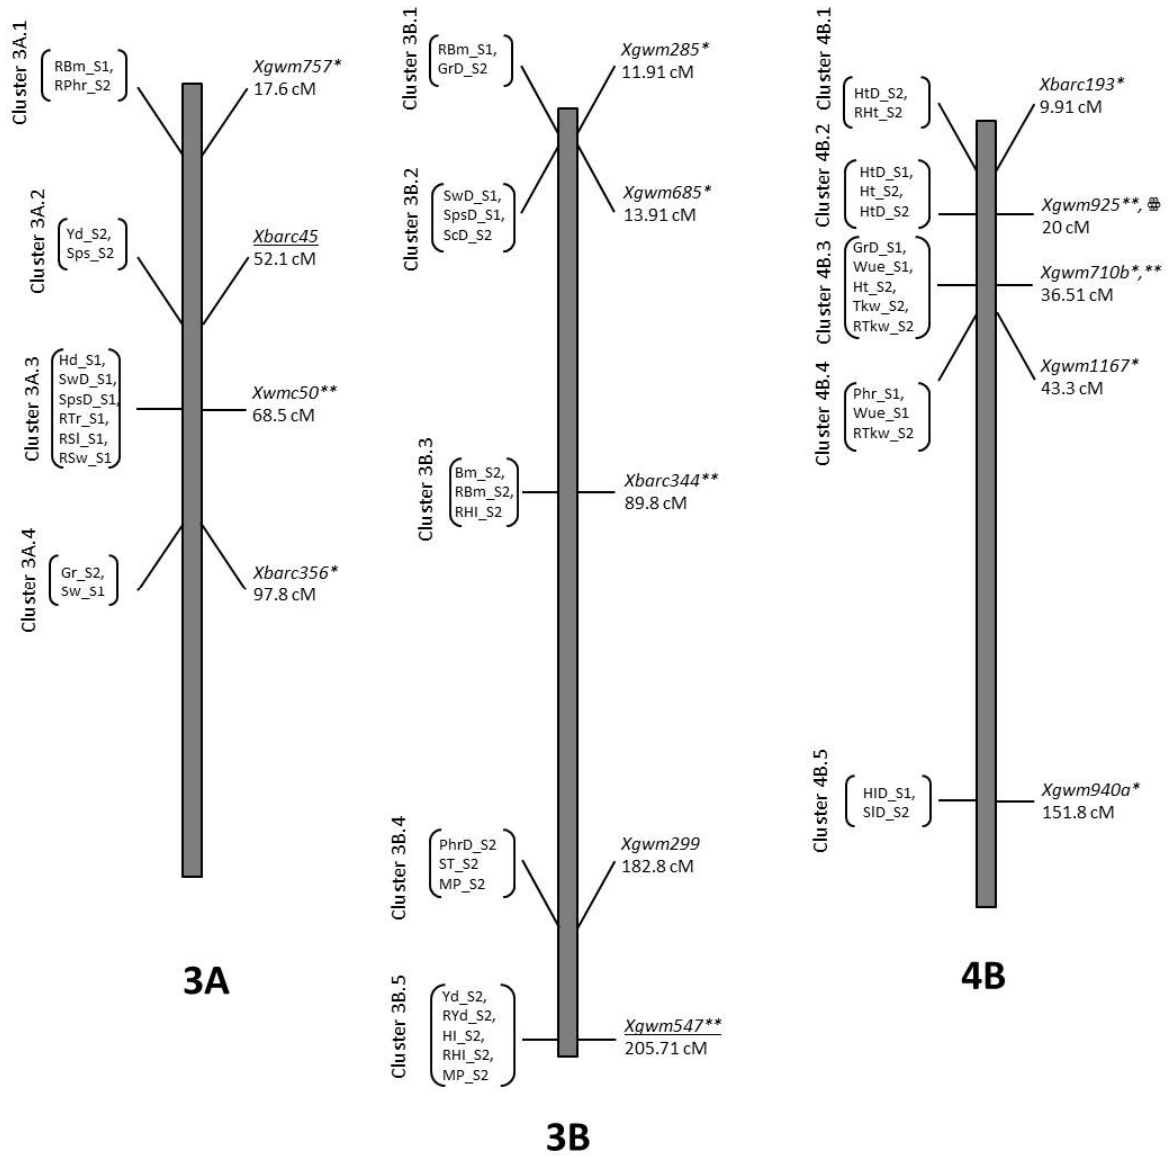 Cluster 3A.1
RBm_S1,
RPhr_S2
Xgwm757*
17.6 cM
Cluster 3A.2
Yd_S2,
Sps_S2
Xbarc45
52.1 cM
Cluster 3A.3
Hd_S1,
SwD_S1,
SpsD_S1,
RTr_S1,
RSl_S1,
RSw_S1
Xwmc50**
68.5 cM
Cluster 3A.4
Gr_S2,
Sw_S1
Xbarc356*
97.8 cM
3A
Cluster 3B.1
RBm_S1,
GrD_S2
Xgwm285*
11.91 cM
Cluster 3B.2
SwD_S1,
SpsD_S1,
ScD_S2
Xgwm685*
13.91 cM
Cluster 3B.3
Bm_S2,
RBm_S2,
RHI_S2
Xbarc344**
89.8 cM
Cluster 3B.4
PhrD_S2
ST_S2
MP_S2
Xgwm299
182.8 cM
Cluster 3B.5
Yd_S2,
RYd_S2,
HI_S2,
RHI_S2,
MP_S2
Xgwm547**
205.71 cM
3B
Cluster 4B.1
HtD_S2,
RHt_S2
Xbarc193*
9.91 cM
Cluster 4B.2
HtD_S1,
Ht_S2,
HtD_S2
Xgwm925**, ꙮ
20 cM
Cluster 4B.3
GrD_S1,
Wue_S1,
Ht_S2,
Tkw_S2,
RTkw_S2
Xgwm710b*,**
36.51 cM
Cluster 4B.4
Phr_S1,
Wue_S1
RTkw_S2
Xgwm1167*
43.3 cM
Cluster 4B.5
HID_S1,
SlD_S2
Xgwm940a*
151.8 cM
4B